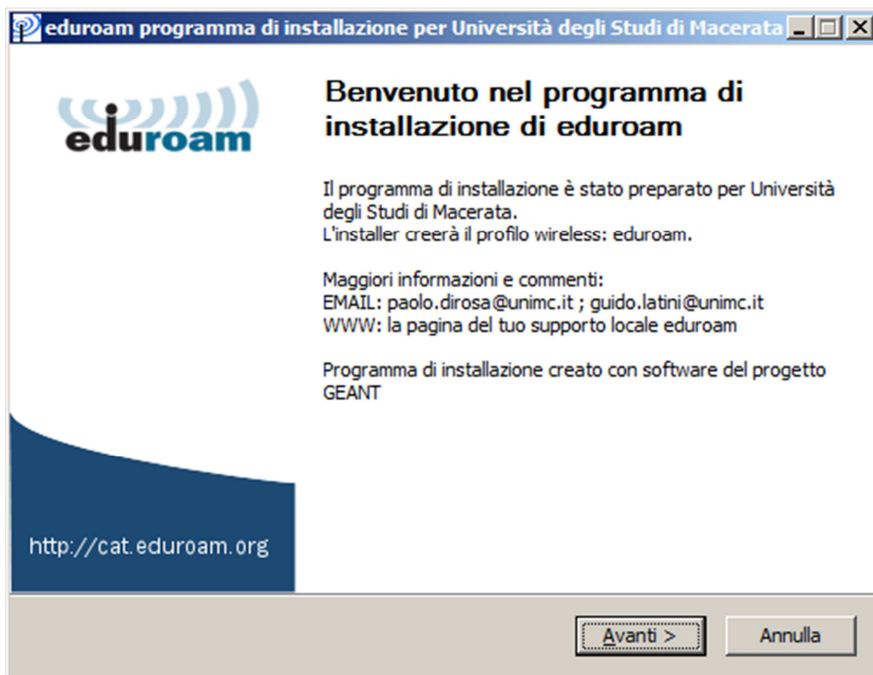 eduroam programma di installazione per Università degli Studi di Macerata
eduroam
Benvenuto nel programma di
installazione di eduroam
Il programma di installazione è stato preparato per Università
degli Studi di Macerata.
L'installer creerà il profilo wireless: eduroam.
Maggiori informazioni e commenti:
EMAIL: paolo.dirosa@unimc.it ; guido.latini@unimc.it
WWW: la pagina del tuo supporto locale eduroam
Programma di installazione creato con software del progetto
GEANT
http://cat.eduroam.org
Avanti >
Annulla